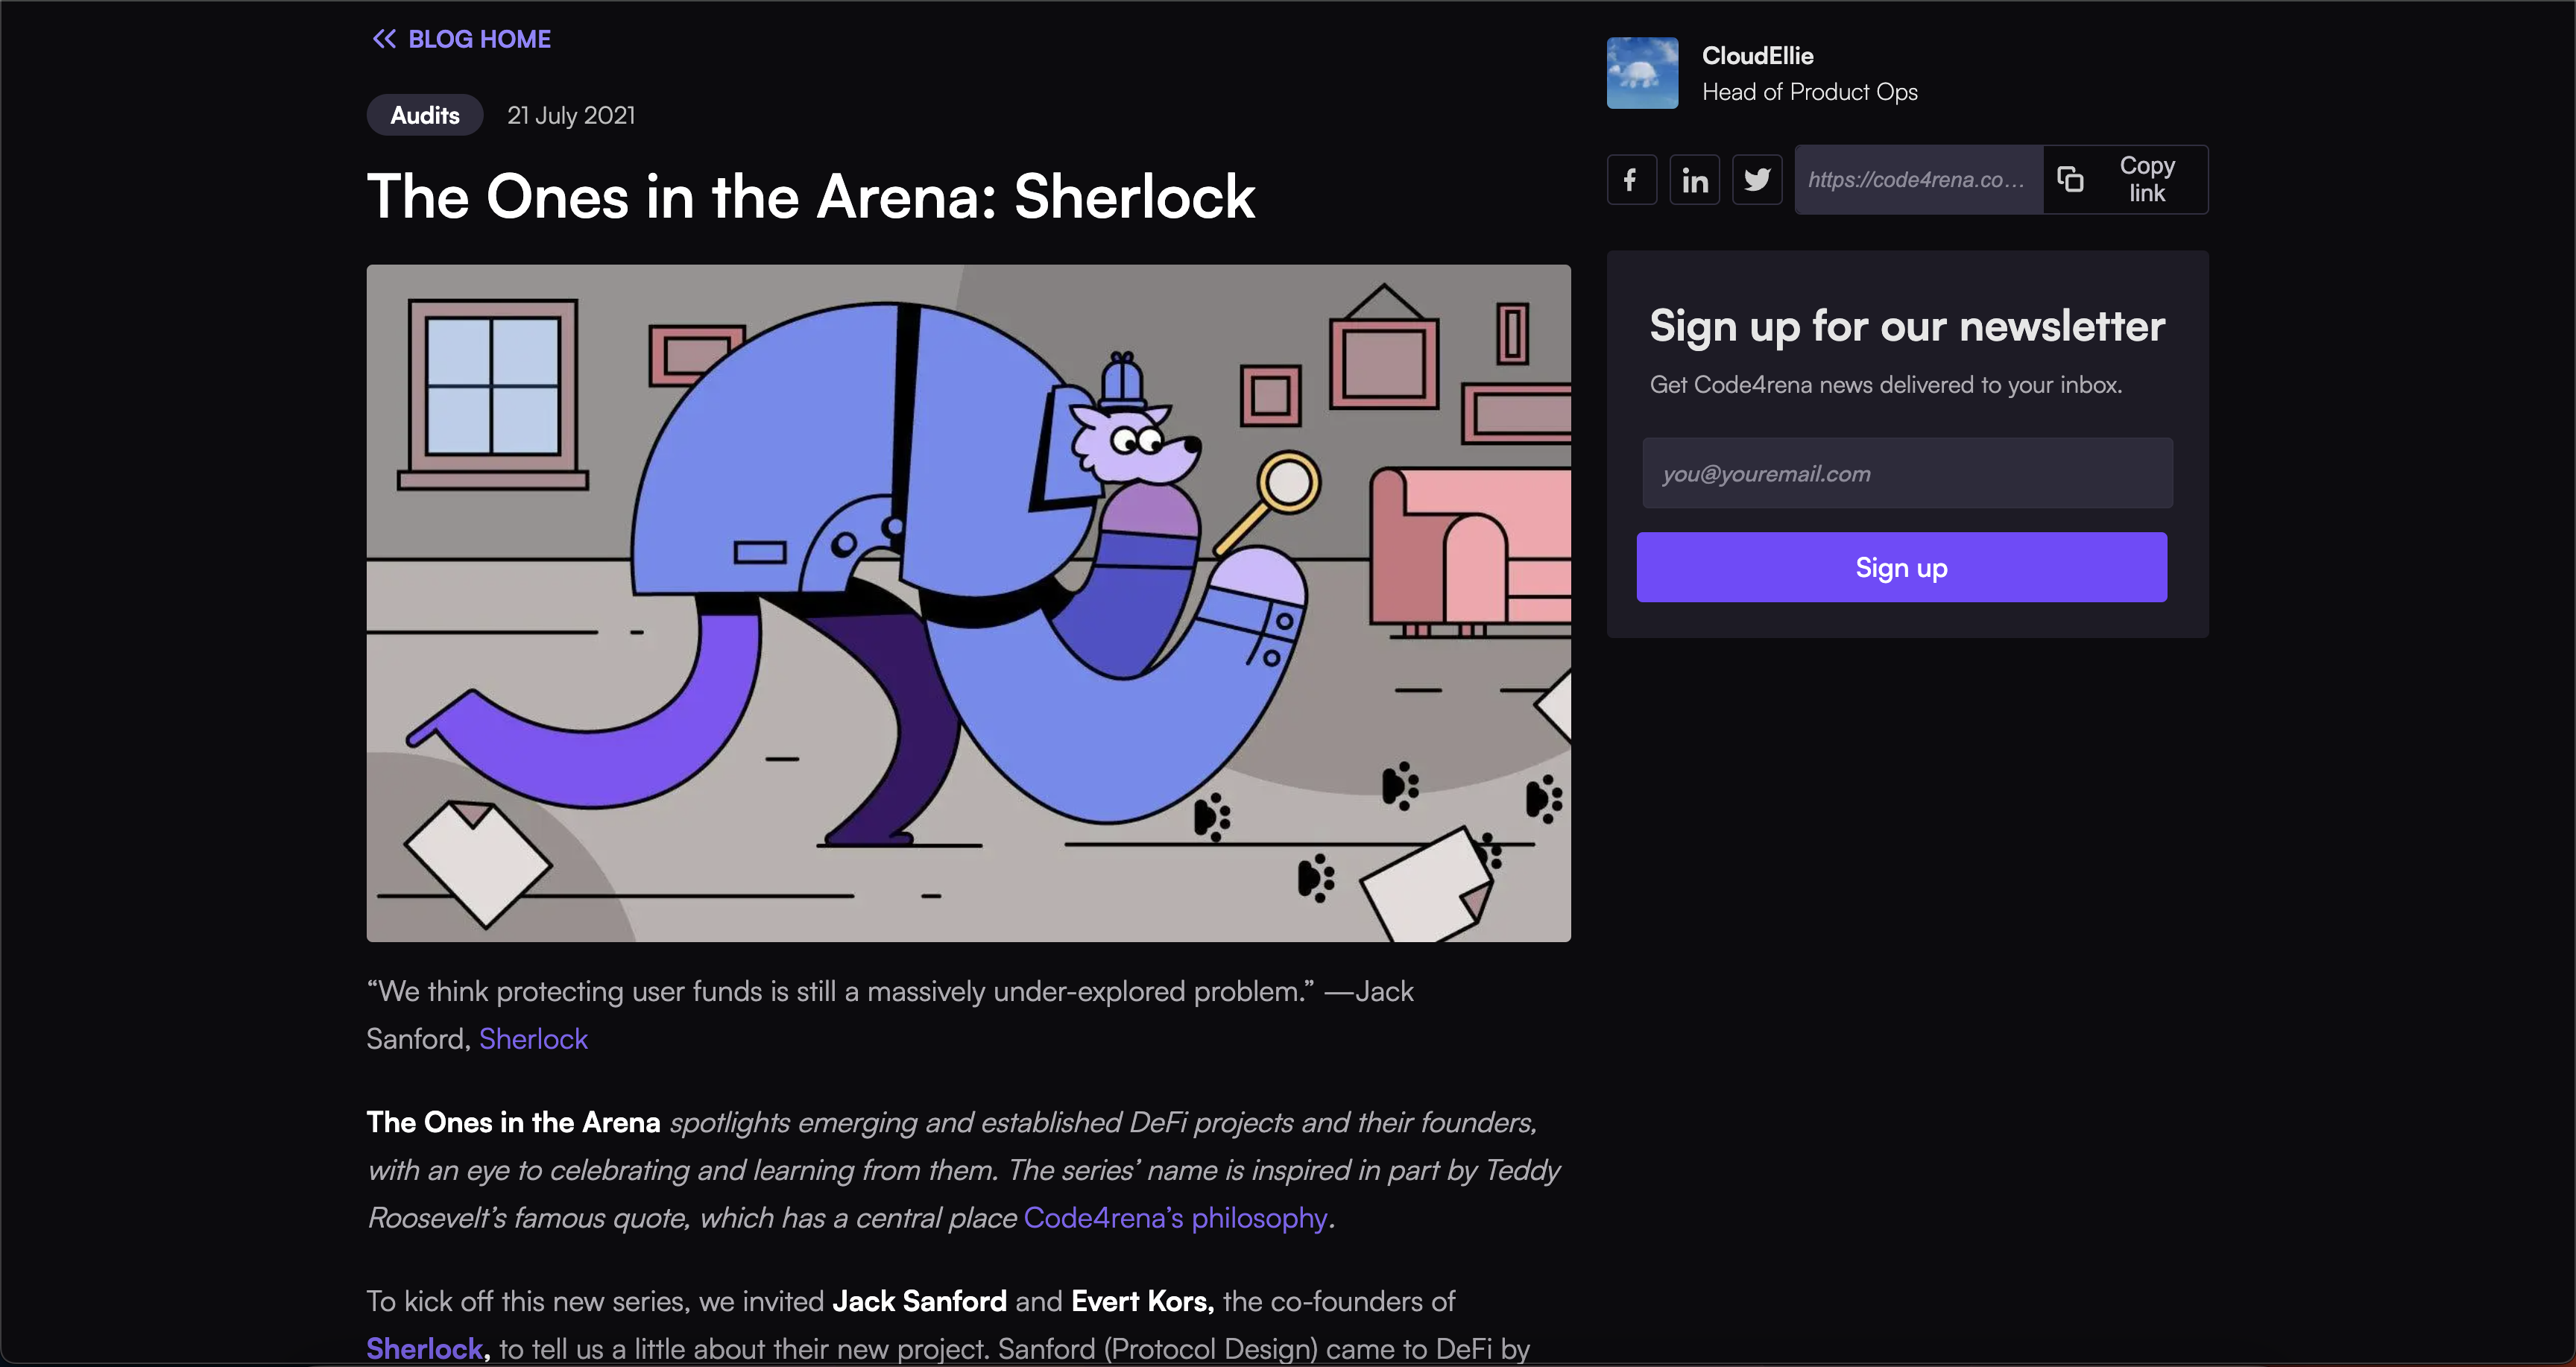 BLOG HOME
Audits
21 July 2021
The Ones in the Arena: Sherlock
“We think protecting user funds is still a massively under-explored problem.” —Jack
Sanford, Sherlock
The Ones in the Arena spotlights emerging and established DeFi projects and their founders,
with an eye to celebrating and learning from them. The series’ name is inspired in part by Teddy
Roosevelt’s famous quote, which has a central place Code4rena’s philosophy.
To kick off this new series, we invited Jack Sanford and Evert Kors, the co-founders of
Sherlock, to tell us a little about their new project. Sanford (Protocol Design) came to DeFi by
CloudEllie
Head of Product Ops
https://code4rena.co...
Copy
link
Sign up for our newsletter
Get Code4rena news delivered to your inbox.
you@youremail.com
Sign up